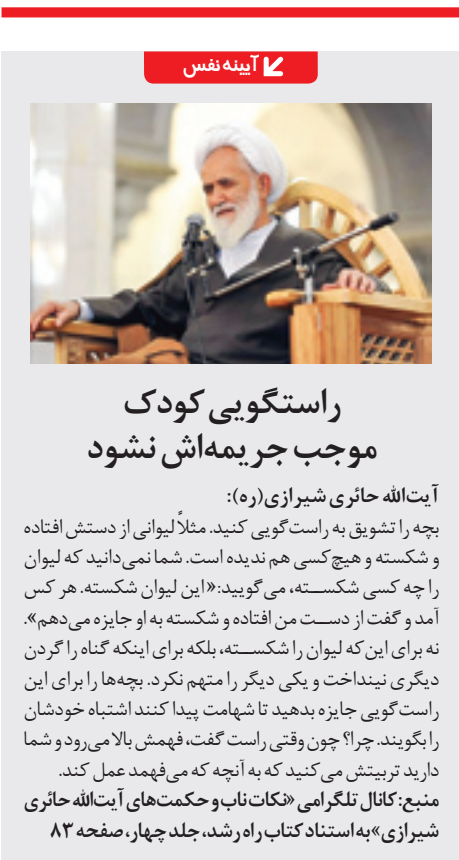 آیینه نفس
راستگویی کودک
موجب جریمه‌اش نشود
آیت‌الله حائری شیرازی(ره):
بچه را تشویق به راست‌گویی کنید. مثلاً لیوانی از دستش افتاده
و شکسته و هیچ‌کسی هم ندیده است. شما نمی‌دانید که لیوان
را چه کسی شکسته، می‌گویید:«این لیوان شکسته. هر کس
آمد و گفت از دست من افتاده و شکسته به او جایزه می‌دهم».
نه برای این‌که لیوان را شکسته، بلکه برای اینکه گناه را گردن
دیگری نینداخت و یکی دیگر را متهم نکرد. بچه‌ها را برای این
راست‌گویی جایزه بدهید تا شهامت پیدا کنند اشتباه خودشان
را بگویند. چرا؟ چون وقتی راست گفت، فهمش بالا می‌رود و شما
دارید تربیتش می‌کنید که به آنچه که می‌فهمد عمل کند.
منبع: کانال تلگرامی «نکات ناب و حکمت‌های آیت‌الله حائری
شیرازی» به استناد کتاب راه رشد، جلد چهار، صفحه ۸۳